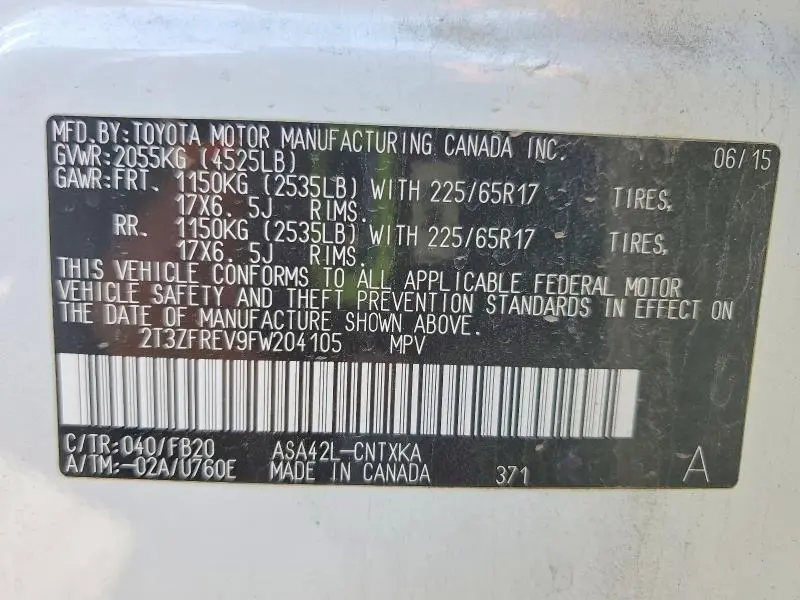 MFD.BY:TOYOTA MOTOR MANUFACTURING CANADA INC. 06/15
GVWR:2055KG (4525LB)
GAWR:FRT. 1150KG (2535LB) WITH 225/65R17 TIRES,
17X6. 5J RIMS.
RR. 1150KG (2535LB) WITH 225/65R17 TIRES,
17X6. 5J RIMS.
THIS VEHICLE CONFORMS TO ALL APPLICABLE FEDERAL MOTOR
VEHICLE SAFETY AND THEFT PREVENTION STANDARDS IN EFFECT ON
THE DATE OF MANUFACTURE SHOWN ABOVE.
2T3ZFREV9FW204105 MPV
C/TR:040/FB20 ASA42L-CNTXKA
A/TM:-02A/U760E MADE IN CANADA 371 A